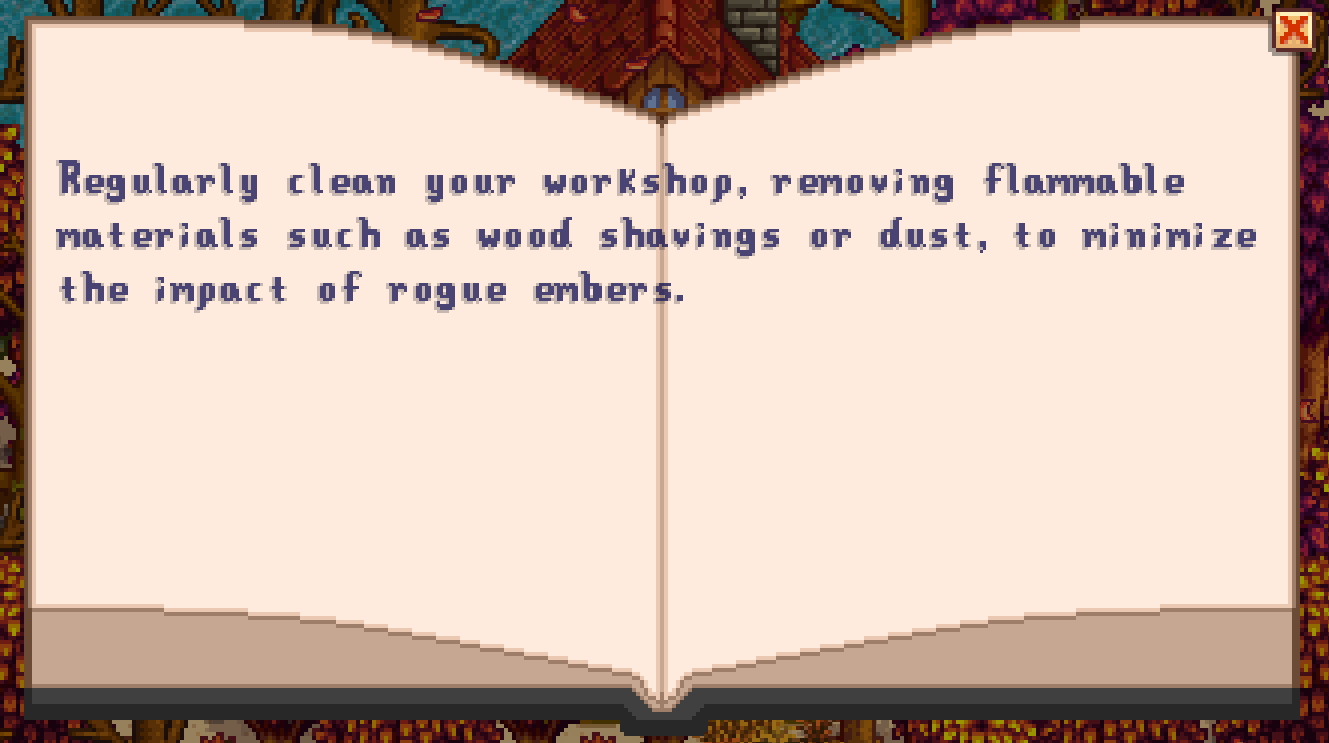 Regularly clean your workshop, removing flammable
materials such as wood shavings or dust, to minimize
the impact of rogue embers.